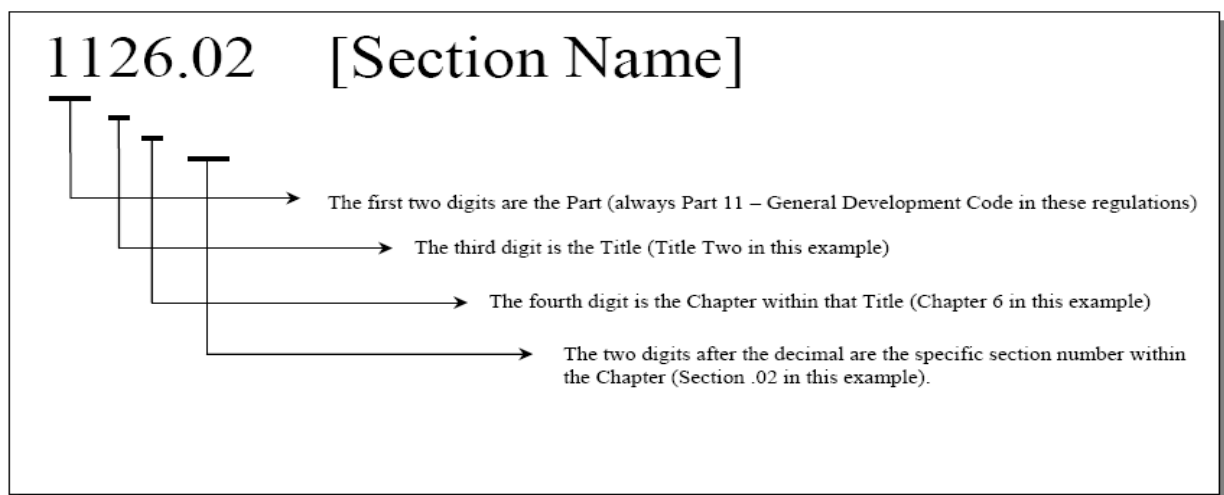 1126.02 [Section Name]
The first two digits are the Part (always Part 11 – General Development Code in these regulations)
The third digit is the Title (Title Two in this example)
The fourth digit is the Chapter within that Title (Chapter 6 in this example)
The two digits after the decimal are the specific section number within
the Chapter (Section .02 in this example).